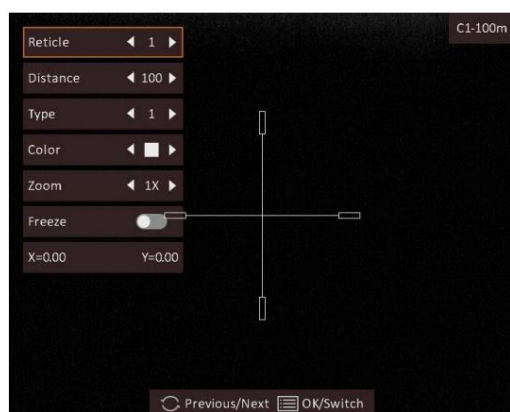 C1-100m
Reticle 1
Distance 100
Type 1
Color
Zoom 1X
Freeze
X=0.00 Y=0.00
Previous/Next OK/Switch